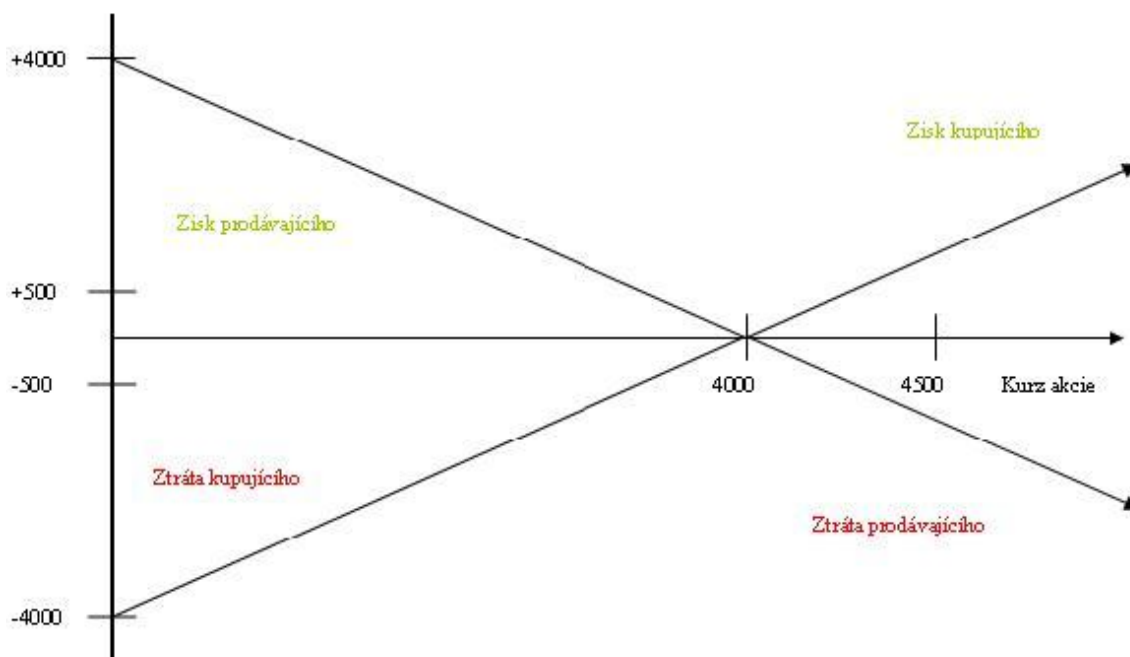 +4000
Zisk kupujícího
Zisk prodávajícího
+500
-500
4000
4500
Kurz akcie
Ztráta kupujícího
Ztráta prodávajícího
-4000